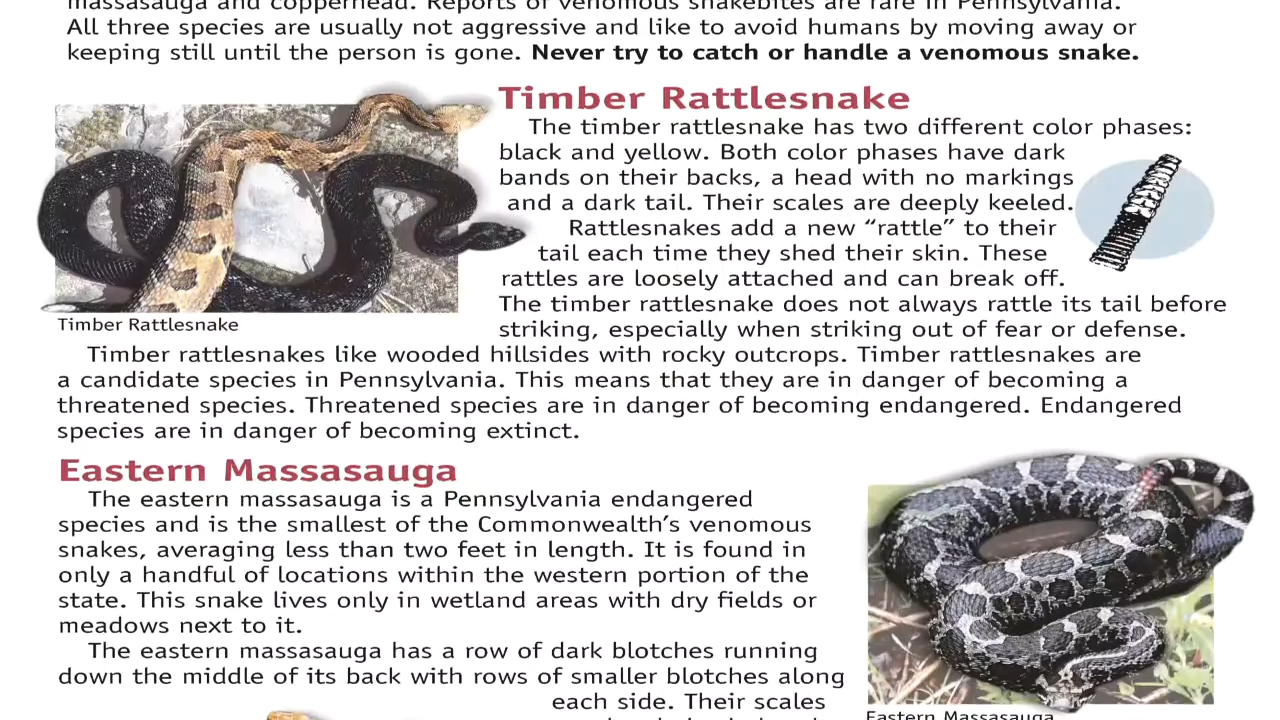 massasauga and copperhead. Reports of venomous snakebites are rare in Pennsylvania.
All three species are usually not aggressive and like to avoid humans by moving away or
keeping still until the person is gone. Never try to catch or handle a venomous snake.
Timber Rattlesnake
The timber rattlesnake has two different color phases:
black and yellow. Both color phases have dark
bands on their backs, a head with no markings
and a dark tail. Their scales are deeply keeled.
Rattlesnakes add a new “rattle” to their
tail each time they shed their skin. These
rattles are loosely attached and can break off.
The timber rattlesnake does not always rattle its tail before
striking, especially when striking out of fear or defense.
Timber Rattlesnake
Timber rattlesnakes like wooded hillsides with rocky outcrops. Timber rattlesnakes are
a candidate species in Pennsylvania. This means that they are in danger of becoming a
threatened species. Threatened species are in danger of becoming endangered. Endangered
species are in danger of becoming extinct.
Eastern Massasauga
The eastern massasauga is a Pennsylvania endangered
species and is the smallest of the Commonwealth’s venomous
snakes, averaging less than two feet in length. It is found in
only a handful of locations within the western portion of the
state. This snake lives only in wetland areas with dry fields or
meadows next to it.
The eastern massasauga has a row of dark blotches running
down the middle of its back with rows of smaller blotches along
each side. Their scales
Eastern Massasauga